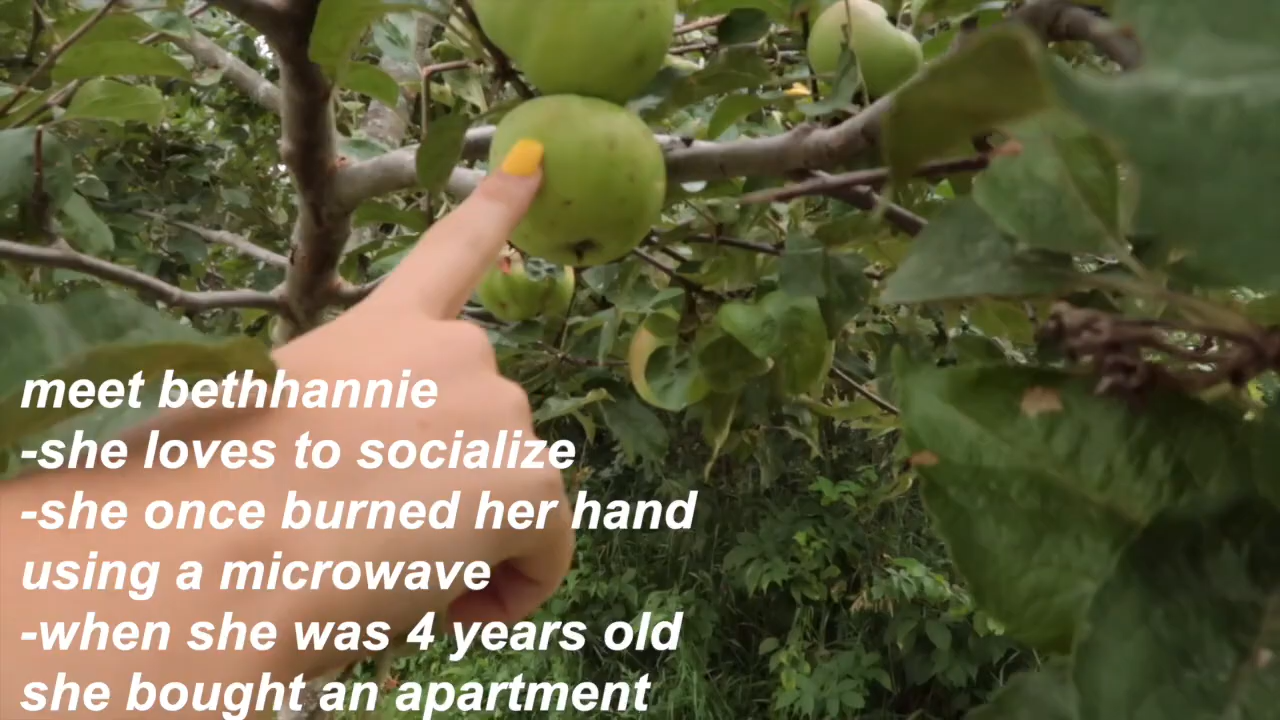 meet bethhannie
-she loves to socialize
-she once burned her hand
using a microwave
-when she was 4 years old
she bought an apartment